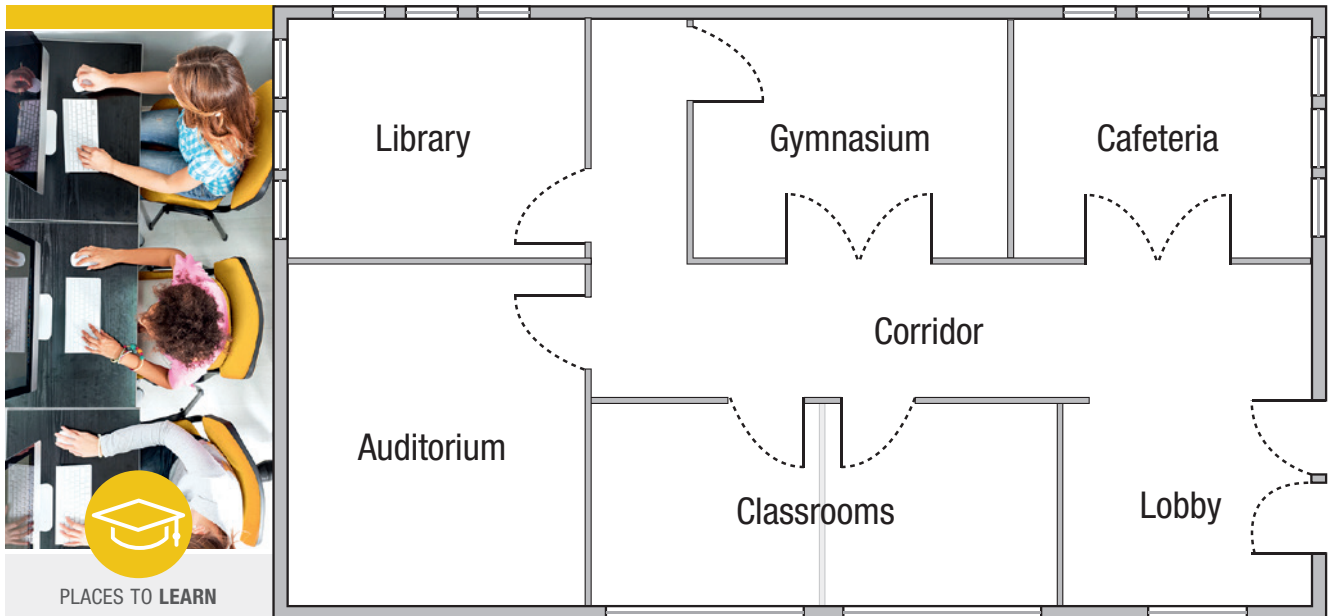 Library
Gymnasium
Cafeteria
Corridor
Auditorium
Classrooms
Lobby
PLACES TO LEARN